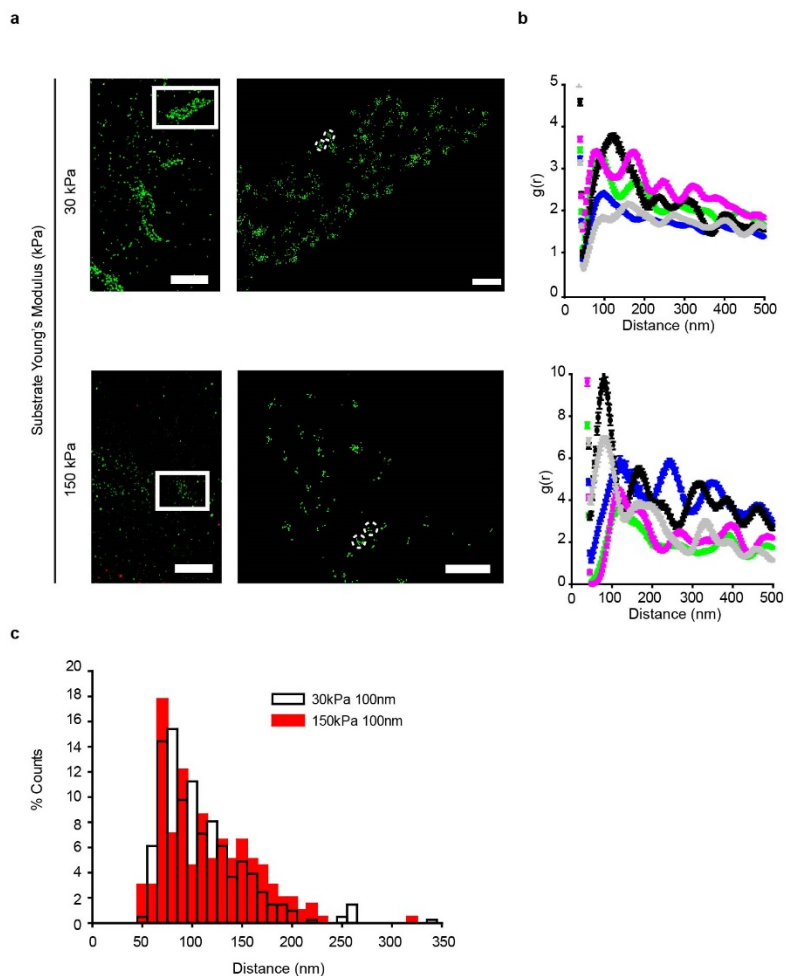 a
b
Substrate Young's Modulus (kPa)
30 kPa
150 kPa
5
4
3
2
1
0
g(r)
0 100 200 300 400 500
Distance (nm)
10
8
6
4
2
0
g(r)
0 100 200 300 400 500
Distance (nm)
c
20
18
16
14
12
10
8
6
4
2
0
% Counts
30kPa 100nm
150kPa 100nm
0 50 100 150 200 250 300 350
Distance (nm)